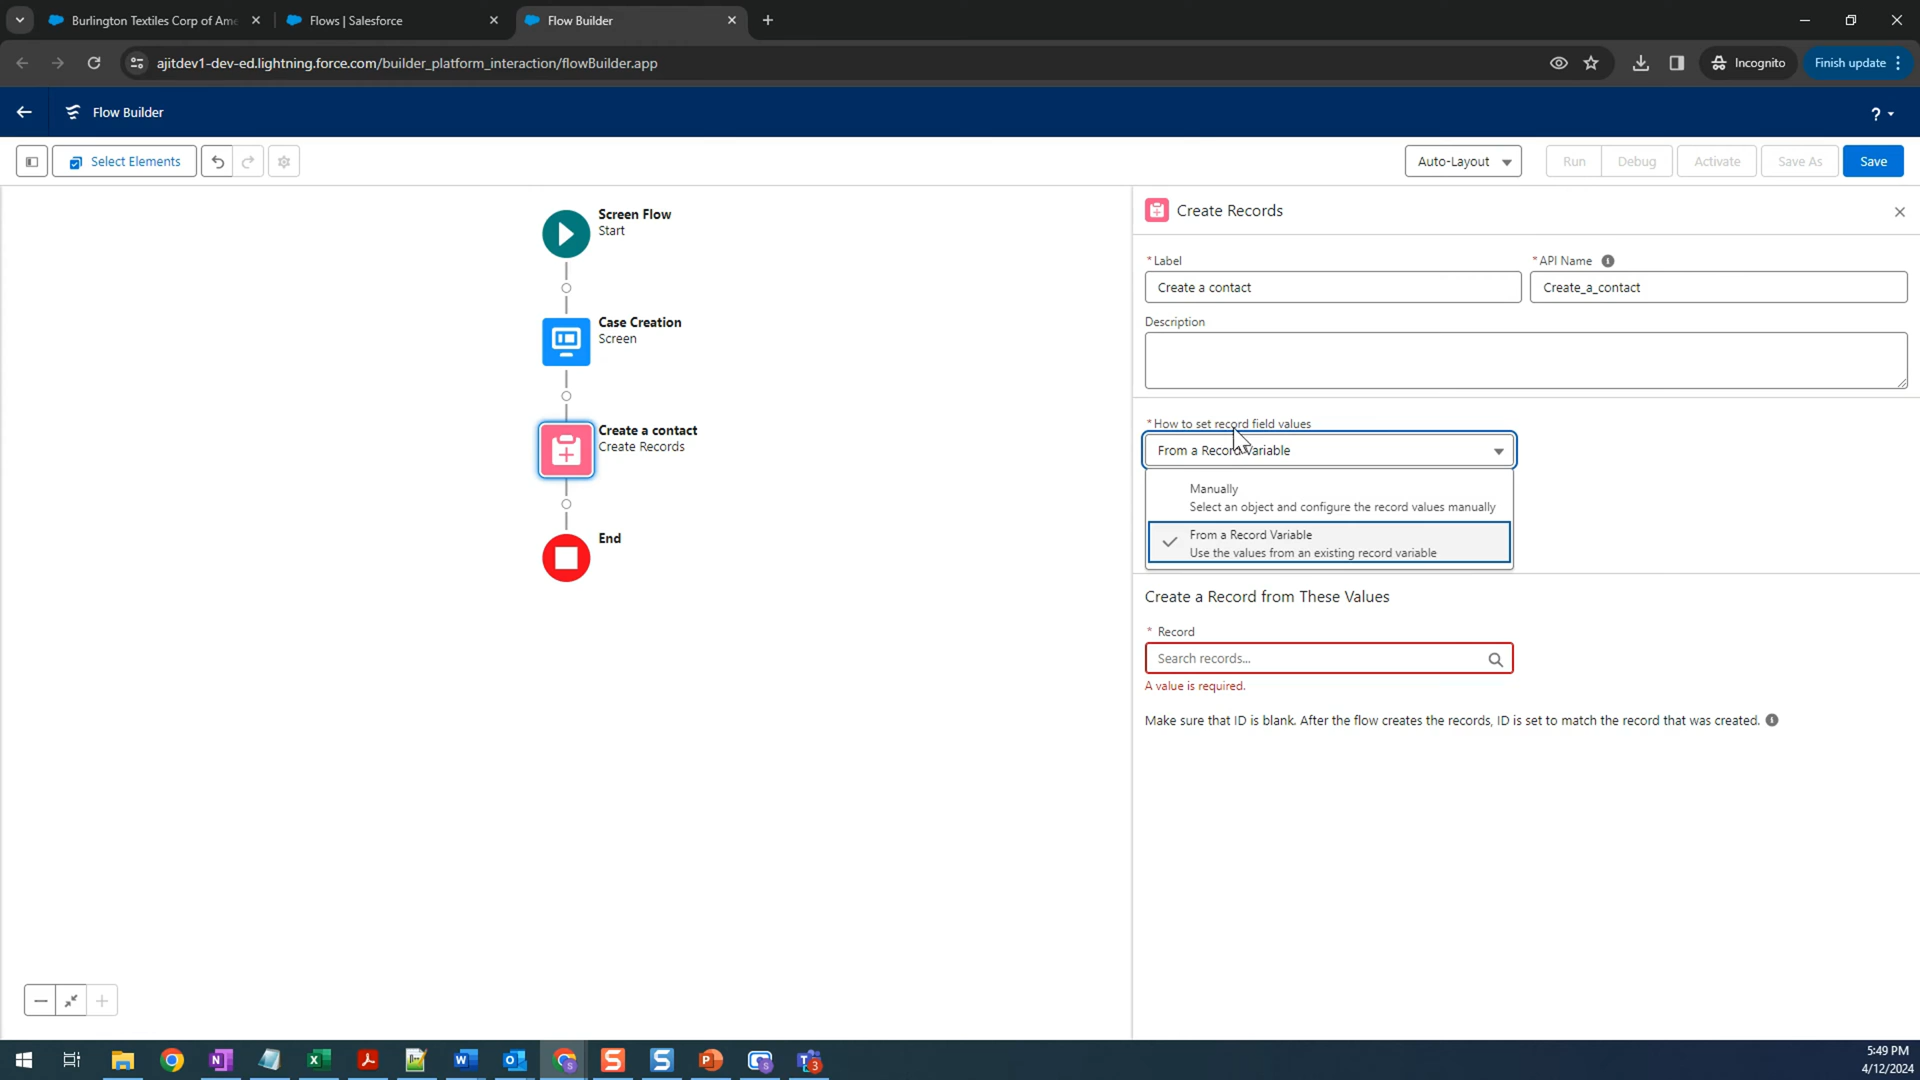 Burlington Textiles Corp of Ame
Flows | Salesforce
Flow Builder
ajitdev1-dev-ed.lightning.force.com/builder_platform_interaction/flowBuilder.app
Incognito
Finish update
Flow Builder
?
Select Elements
Auto-Layout
Run
Debug
Activate
Save As
Save
Screen Flow
Start
Case Creation
Screen
Create a contact
Create Records
End
Create Records
* Label
Create a contact
* API Name
Create_a_contact
Description
* How to set record field values
From a Record Variable
Manually
Select an object and configure the record values manually
From a Record Variable
Use the values from an existing record variable
Create a Record from These Values
* Record
Search records...
A value is required.
Make sure that ID is blank. After the flow creates the records, ID is set to match the record that was created.
5:49 PM
4/12/2024